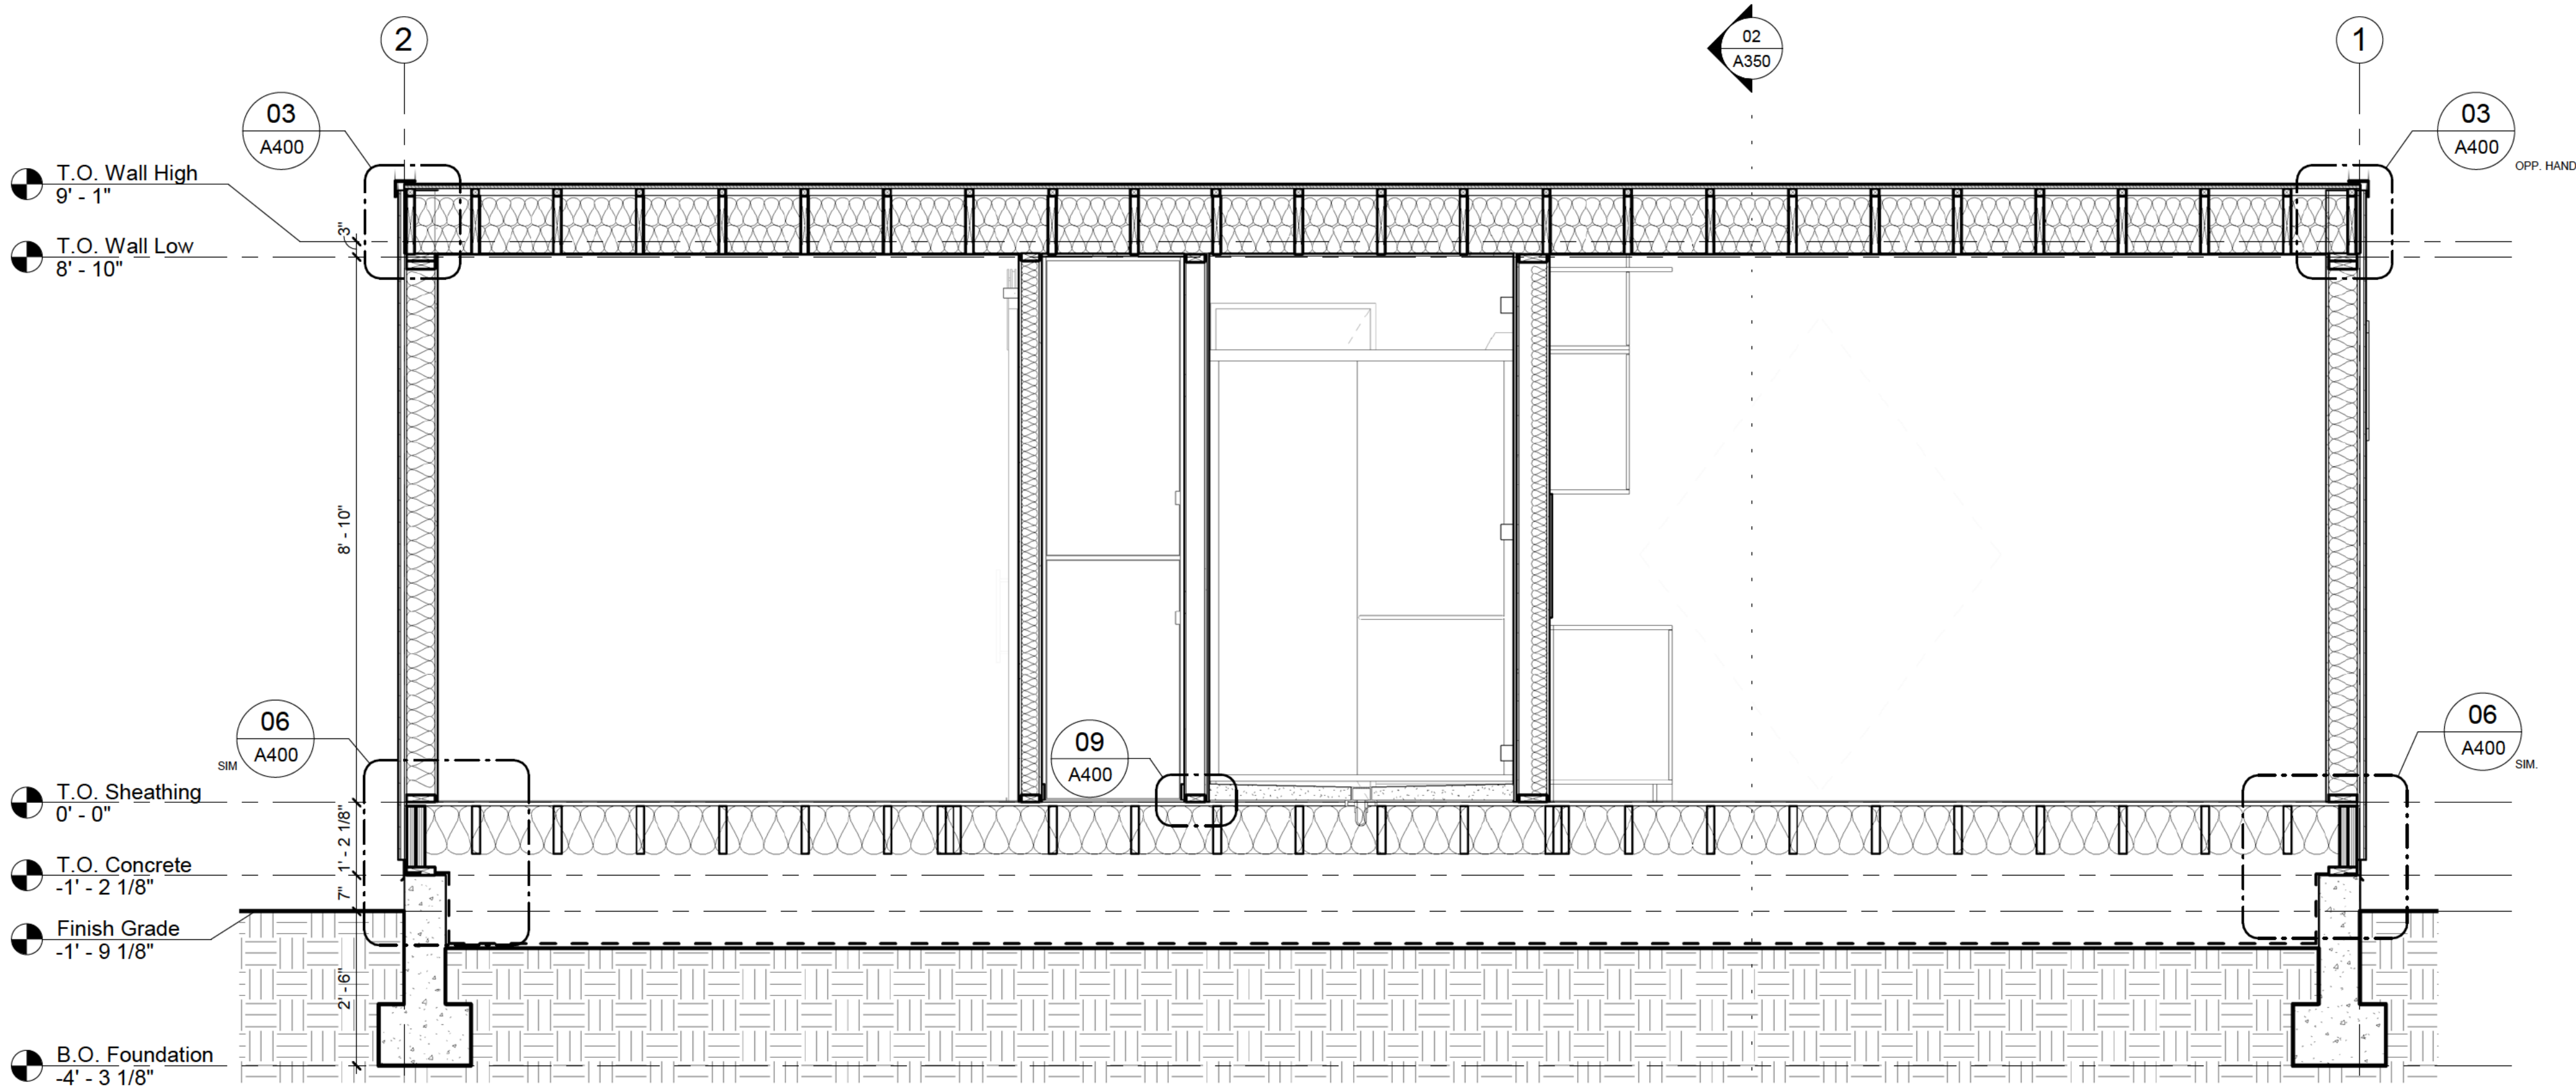 2
02
A350
1
03
A400
03
A400
OPP. HAND
T.O. Wall High
9' - 1"
3"
T.O. Wall Low
8' - 10"
8' - 10"
06
A400
SIM
09
A400
06
A400
SIM.
T.O. Sheathing
0' - 0"
1' - 2 1/8"
T.O. Concrete
-1' - 2 1/8"
7"
Finish Grade
-1' - 9 1/8"
2' - 6"
B.O. Foundation
-4' - 3 1/8"